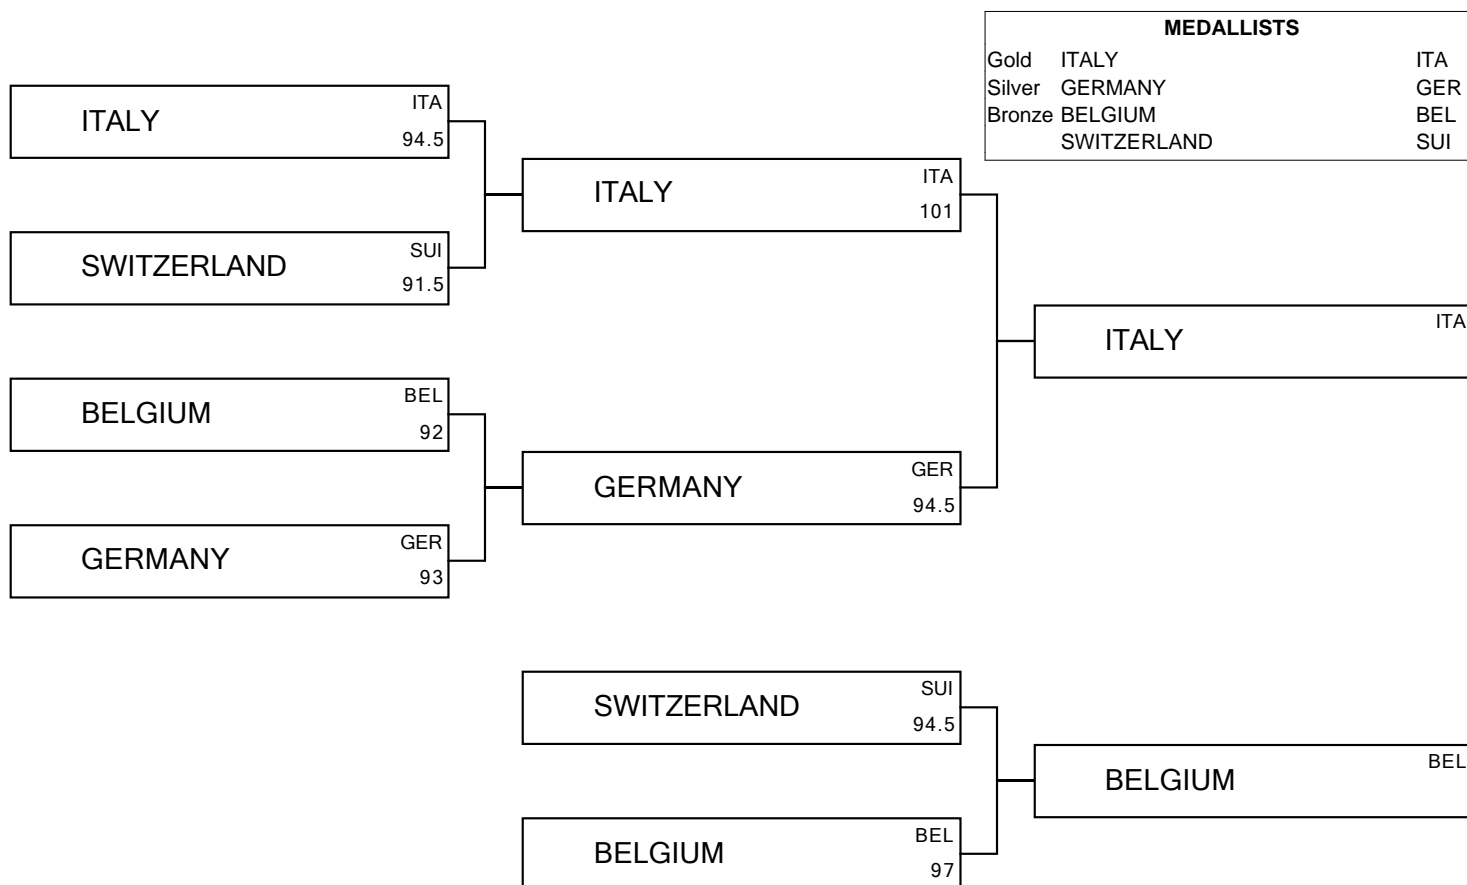 MEDALLISTS
Gold ITALY ITA
Silver GERMANY GER
Bronze BELGIUM BEL
SWITZERLAND SUI
ITALY ITA
94.5
SWITZERLAND SUI
91.5
BELGIUM BEL
92
GERMANY GER
93
ITALY ITA
101
GERMANY GER
94.5
ITALY ITA
SWITZERLAND SUI
94.5
BELGIUM BEL
97
BELGIUM BEL